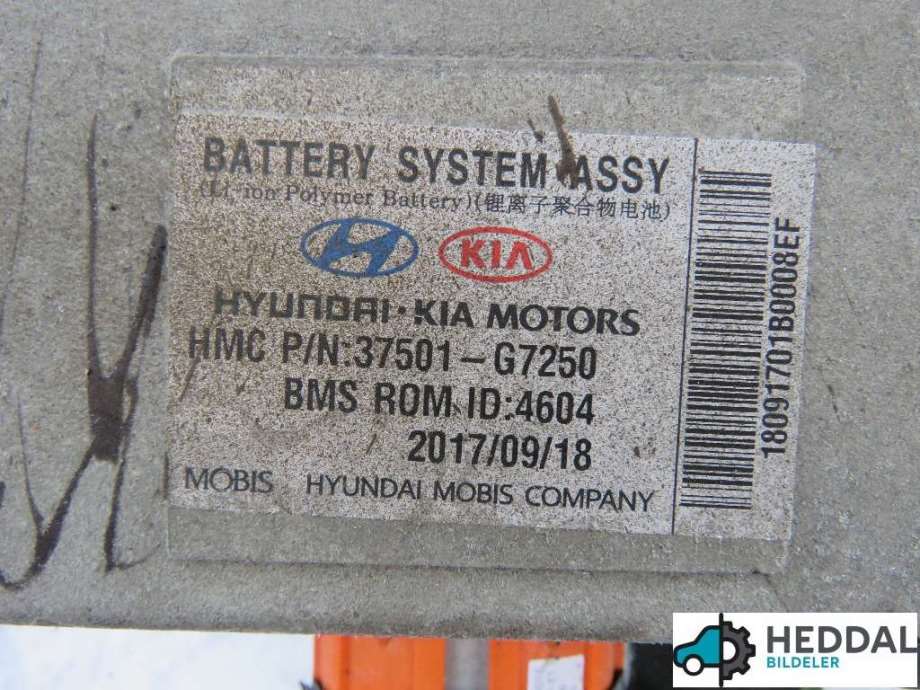 BATTERY SYSTEM ASSY
(Li-ion Polymer Battery)(锂离子聚合物电池)
KIA
HYUNDAI·KIA MOTORS
HMC P/N:37501-G7250
BMS ROM ID:4604
2017/09/18
MOBIS HYUNDAI MOBIS COMPANY
18091701B0008EF
HEDDAL
BILDELER